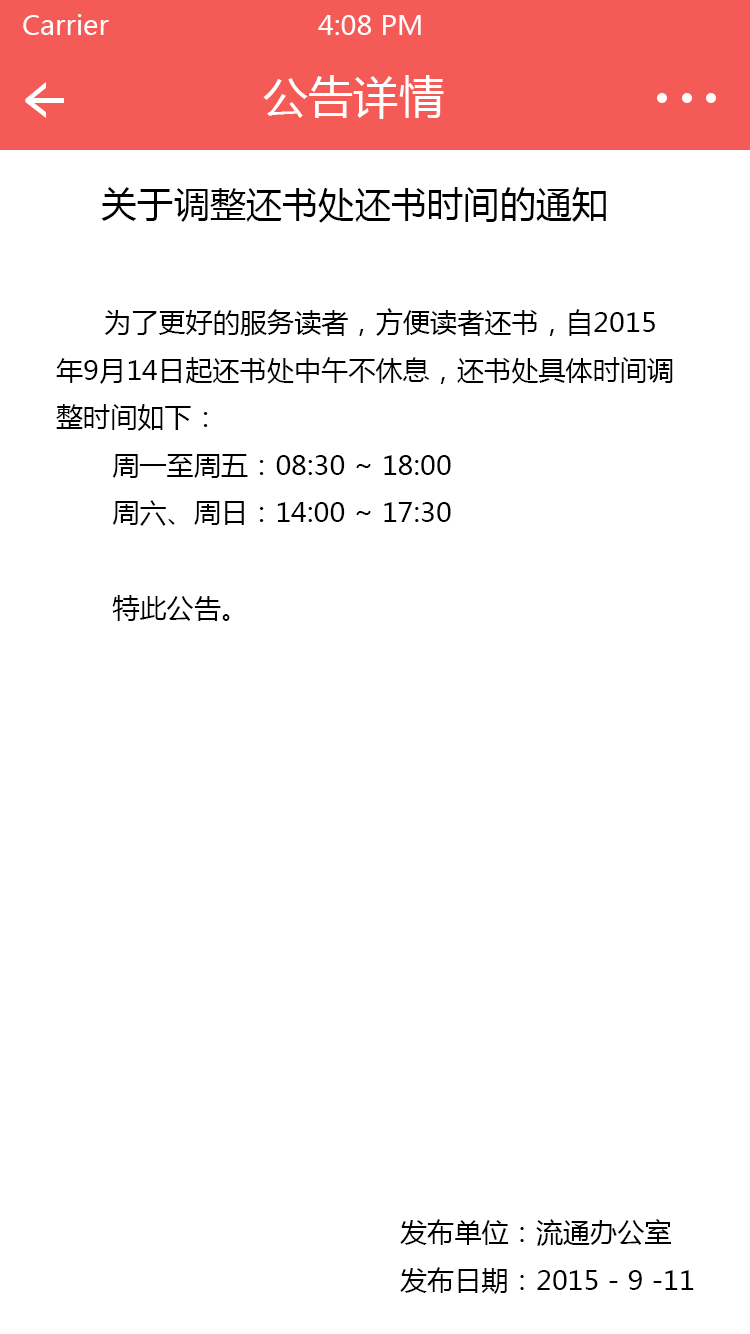 Carrier 4:08 PM
公告详情
关于调整还书处还书时间的通知
为了更好的服务读者，方便读者还书，自2015
年9月14日起还书处中午不休息，还书处具体时间调
整时间如下：
周一至周五：08:30 ~ 18:00
周六、周日：14:00 ~ 17:30
特此公告。
发布单位：流通办公室
发布日期：2015 - 9 -11